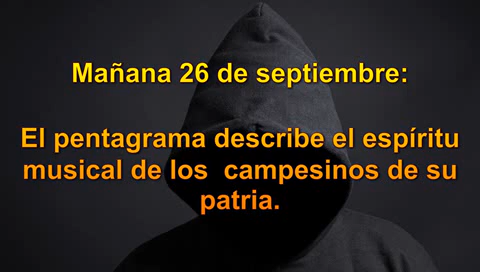 Mañana 26 de septiembre:
El pentagrama describe el espíritu
musical de los  campesinos de su
patria.